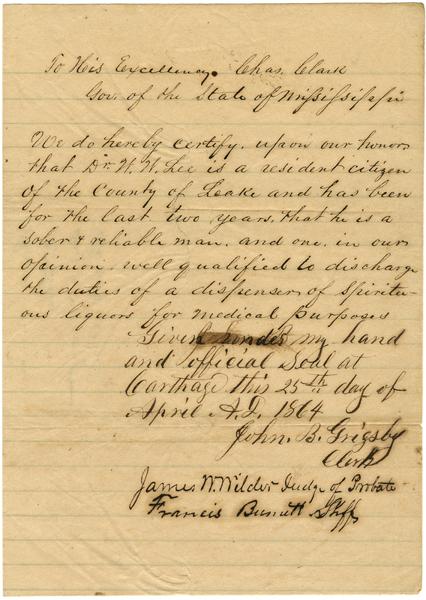 To His Excellency. Chas. Clark
Gov. of the State of Mississippi
We do hereby certify. upon our honors
that Dr. W. W. Lee is a resident citizen
of the County of Leake and has been
for the last two years, that he is a
sober & reliable man. and one. in our
opinion. well qualified to discharge
the duties of a dispenser of Spiritu-
ous liquors for medical purposes
Given under my hand
and official Seal at
Carthage this 25th day of
April A.D. 1864
John. B. Grigsby
Clerk
James W. Wilder Judge of Probate
Francis Burnett Shff